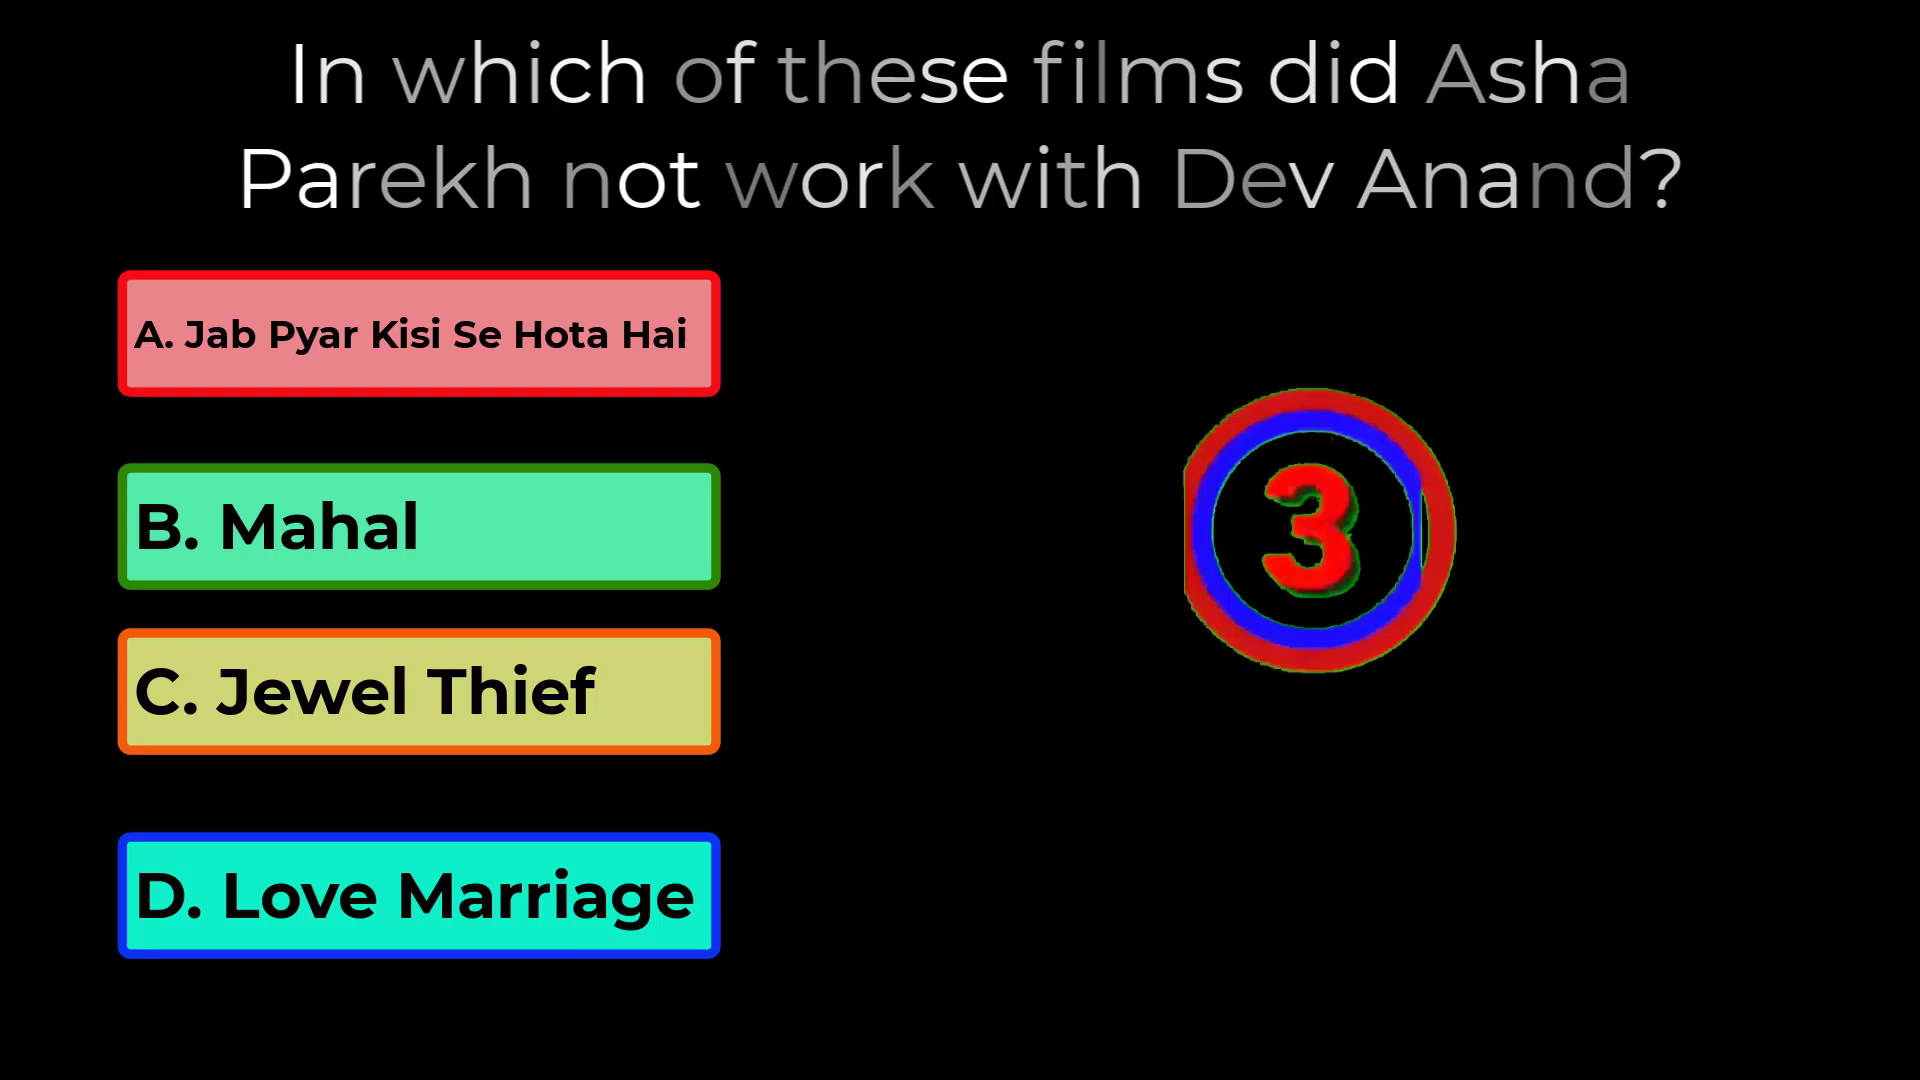 In which of these films did Asha
Parekh not work with Dev Anand?
A. Jab Pyar Kisi Se Hota Hai
B. Mahal
3
C. Jewel Thief
D. Love Marriage